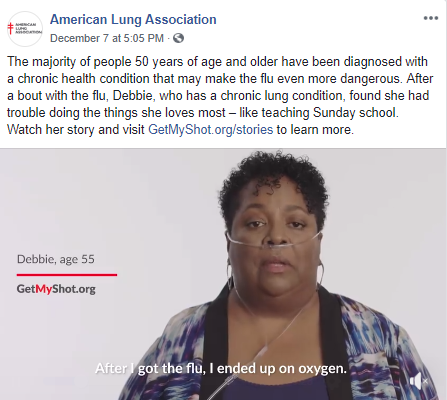 American Lung Association
December 7 at 5:05 PM ·
AMERICAN
LUNG
ASSOCIATION
The majority of people 50 years of age and older have been diagnosed with
a chronic health condition that may make the flu even more dangerous. After
a bout with the flu, Debbie, who has a chronic lung condition, found she had
trouble doing the things she loves most – like teaching Sunday school.
Watch her story and visit GetMyShot.org/stories to learn more.
Debbie, age 55
GetMyShot.org
After I got the flu, I ended up on oxygen.